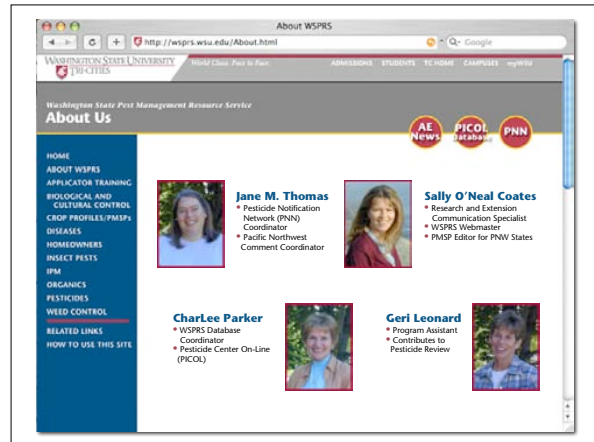 About WSPRS
http://wsprs.wsu.edu/About.html
Google
WASHINGTON STATE UNIVERSITY
TRI-CITIES
World Class. Face to Face.
ADMISSIONS STUDENTS TC HOME CAMPUSES myWSU
Washington State Pest Management Resource Service
About Us
AE
News
PICOL
Database
PNN
HOME
ABOUT WSPRS
APPLICATOR TRAINING
BIOLOGICAL AND
CULTURAL CONTROL
CROP PROFILES/PMSPs
DISEASES
HOMEOWNERS
INSECT PESTS
IPM
ORGANICS
PESTICIDES
WEED CONTROL
RELATED LINKS
HOW TO USE THIS SITE
Jane M. Thomas
• Pesticide Notification
Network (PNN)
Coordinator
• Pacific Northwest
Comment Coordinator
Sally O'Neal Coates
• Research and Extension
Communication Specialist
• WSPRS Webmaster
• PMSP Editor for PNW States
CharLee Parker
• WSPRS Database
Coordinator
• Pesticide Center On-Line
(PICOL)
Geri Leonard
• Program Assistant
• Contributes to
Pesticide Review